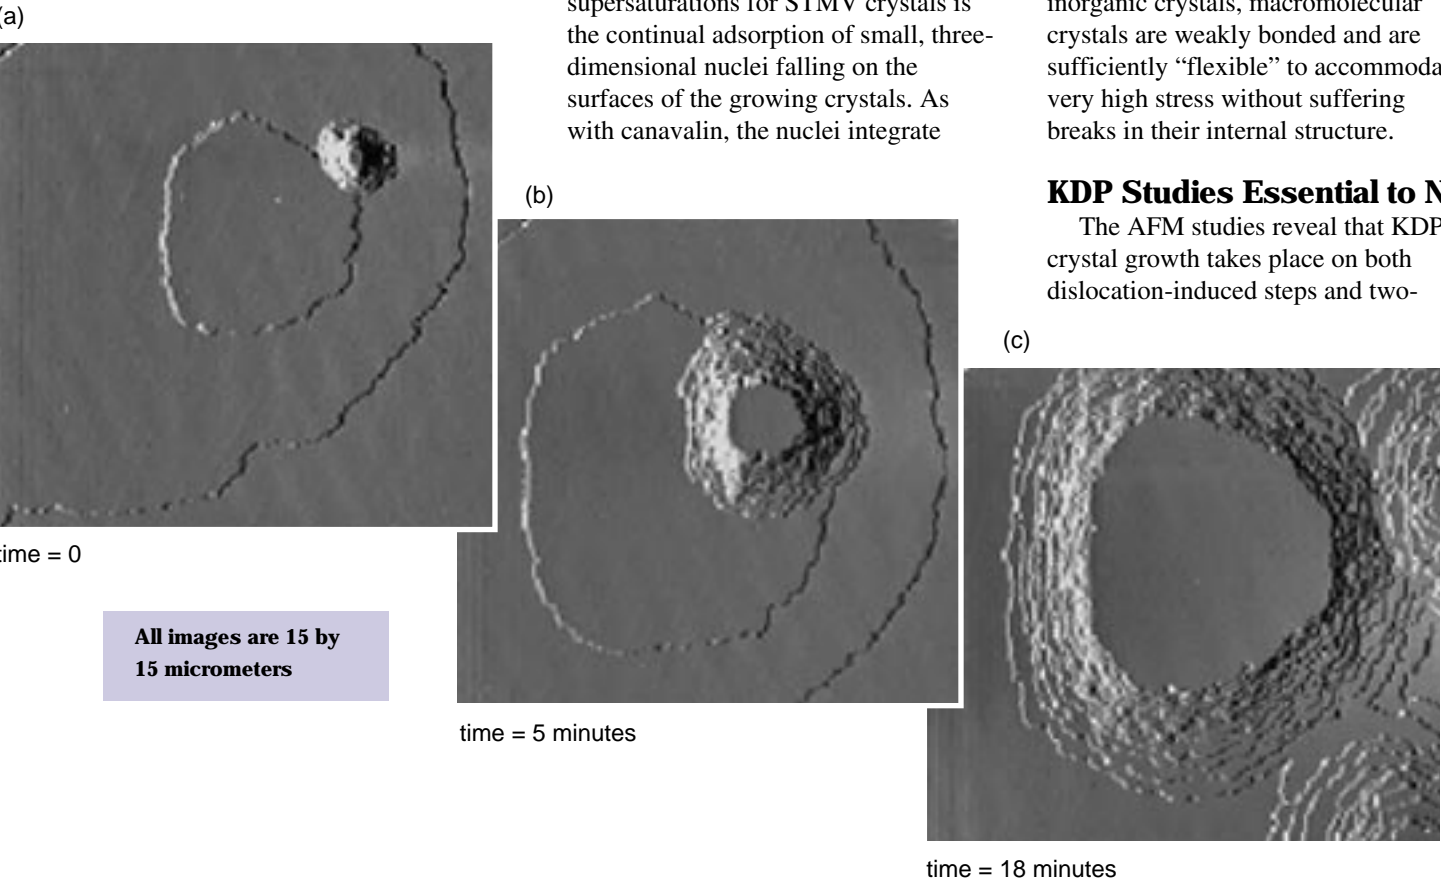 (a)
supersaturations for STMV crystals is
the continual adsorption of small, three-
dimensional nuclei falling on the
surfaces of the growing crystals. As
with canavalin, the nuclei integrate
inorganic crystals, macromolecular
crystals are weakly bonded and are
sufficiently “flexible” to accommoda
very high stress without suffering
breaks in their internal structure.
KDP Studies Essential to N
The AFM studies reveal that KDP
crystal growth takes place on both
dislocation-induced steps and two-
(b)
(c)
time = 0
All images are 15 by
15 micrometers
time = 5 minutes
time = 18 minutes